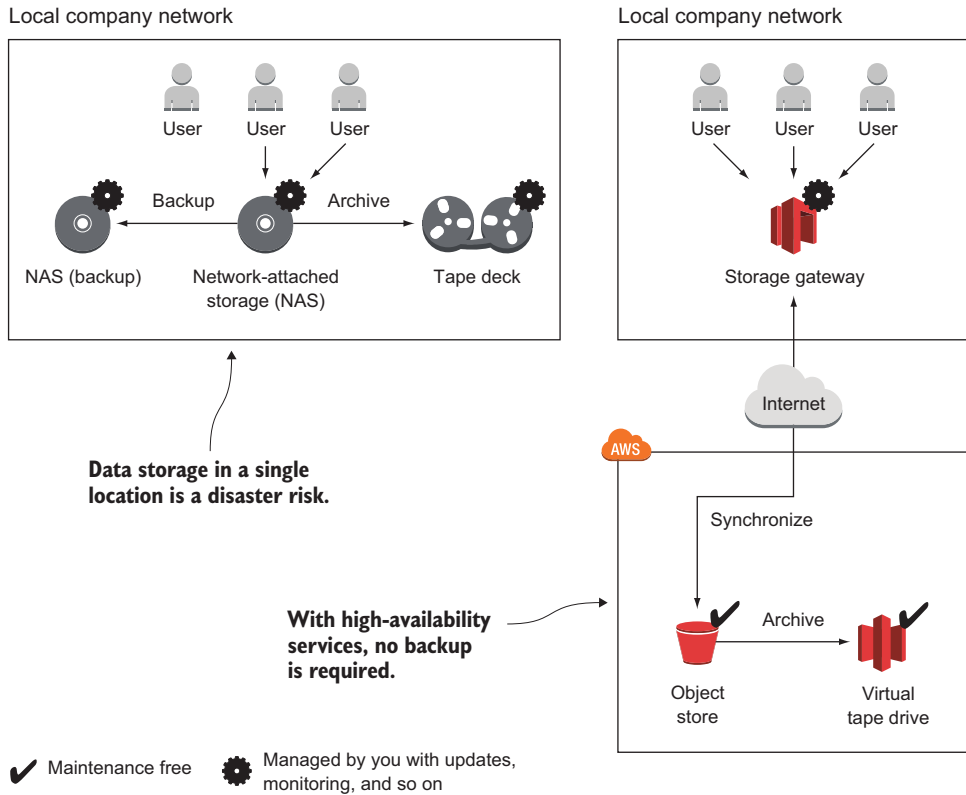 Local company network
User
User
User
Backup
Archive
NAS (backup)
Network-attached
storage (NAS)
Tape deck
Data storage in a single
location is a disaster risk.
Local company network
User
User
User
Storage gateway
Internet
AWS
Synchronize
Archive
Object
store
Virtual
tape drive
With high-availability
services, no backup
is required.
Maintenance free
Managed by you with updates,
monitoring, and so on